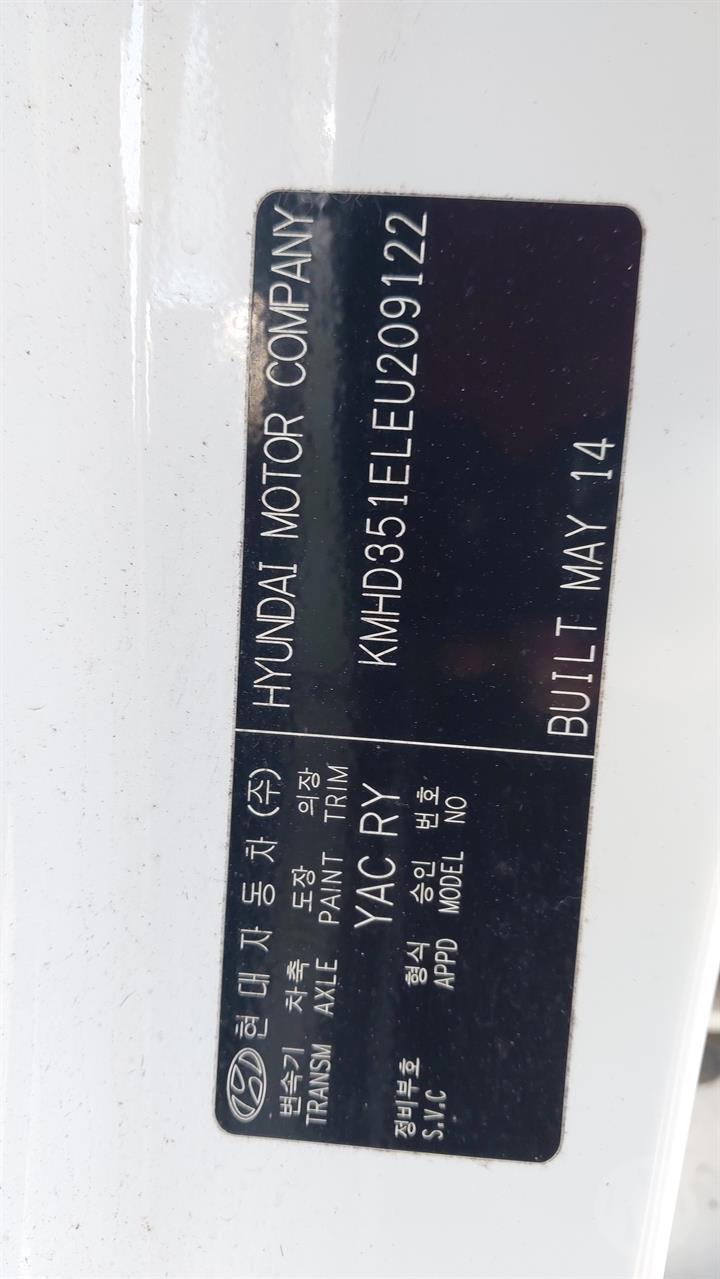 현대자동차(주) HYUNDAI MOTOR COMPANY
변속기 차축 도장 의장
TRANSM AXLE PAINT TRIM
YAC RY KMHD351ELEU209122
정비부호 형식 승인 번호
S.V.C APPD MODEL NO
BUILT MAY 14